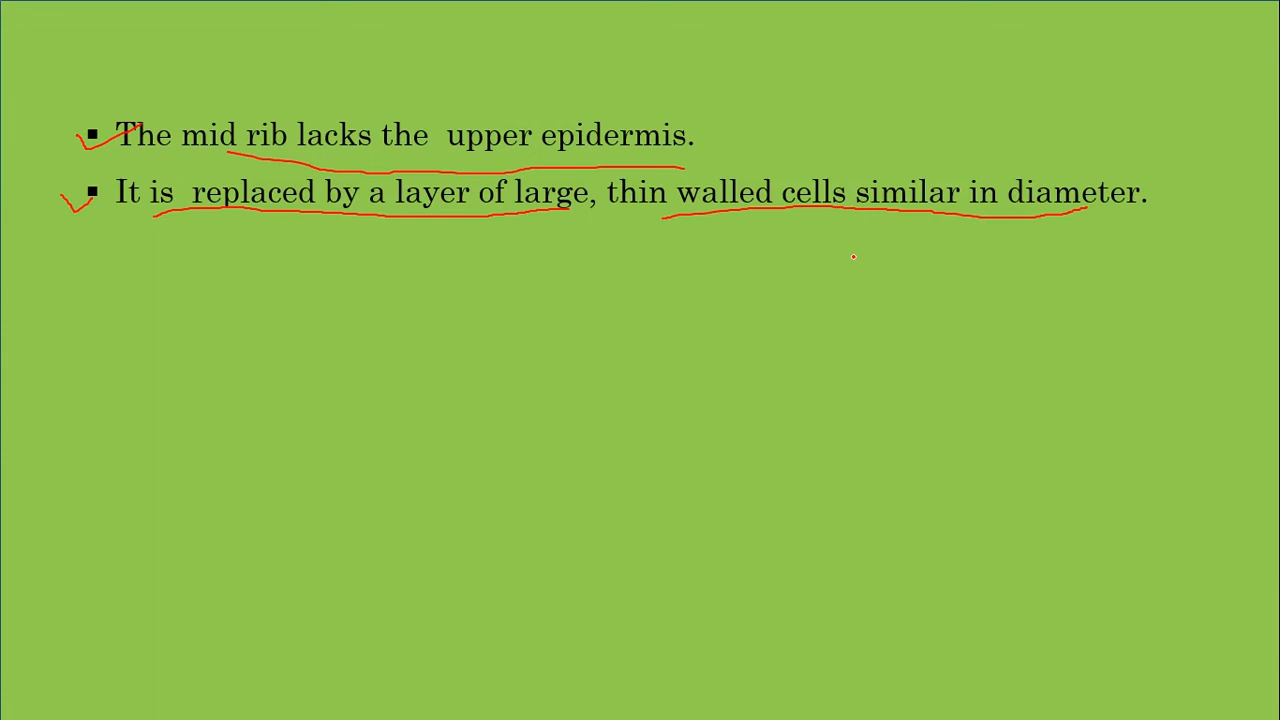 ▪ The mid rib lacks the  upper epidermis.
▪ It is  replaced by a layer of large, thin walled cells similar in diameter.